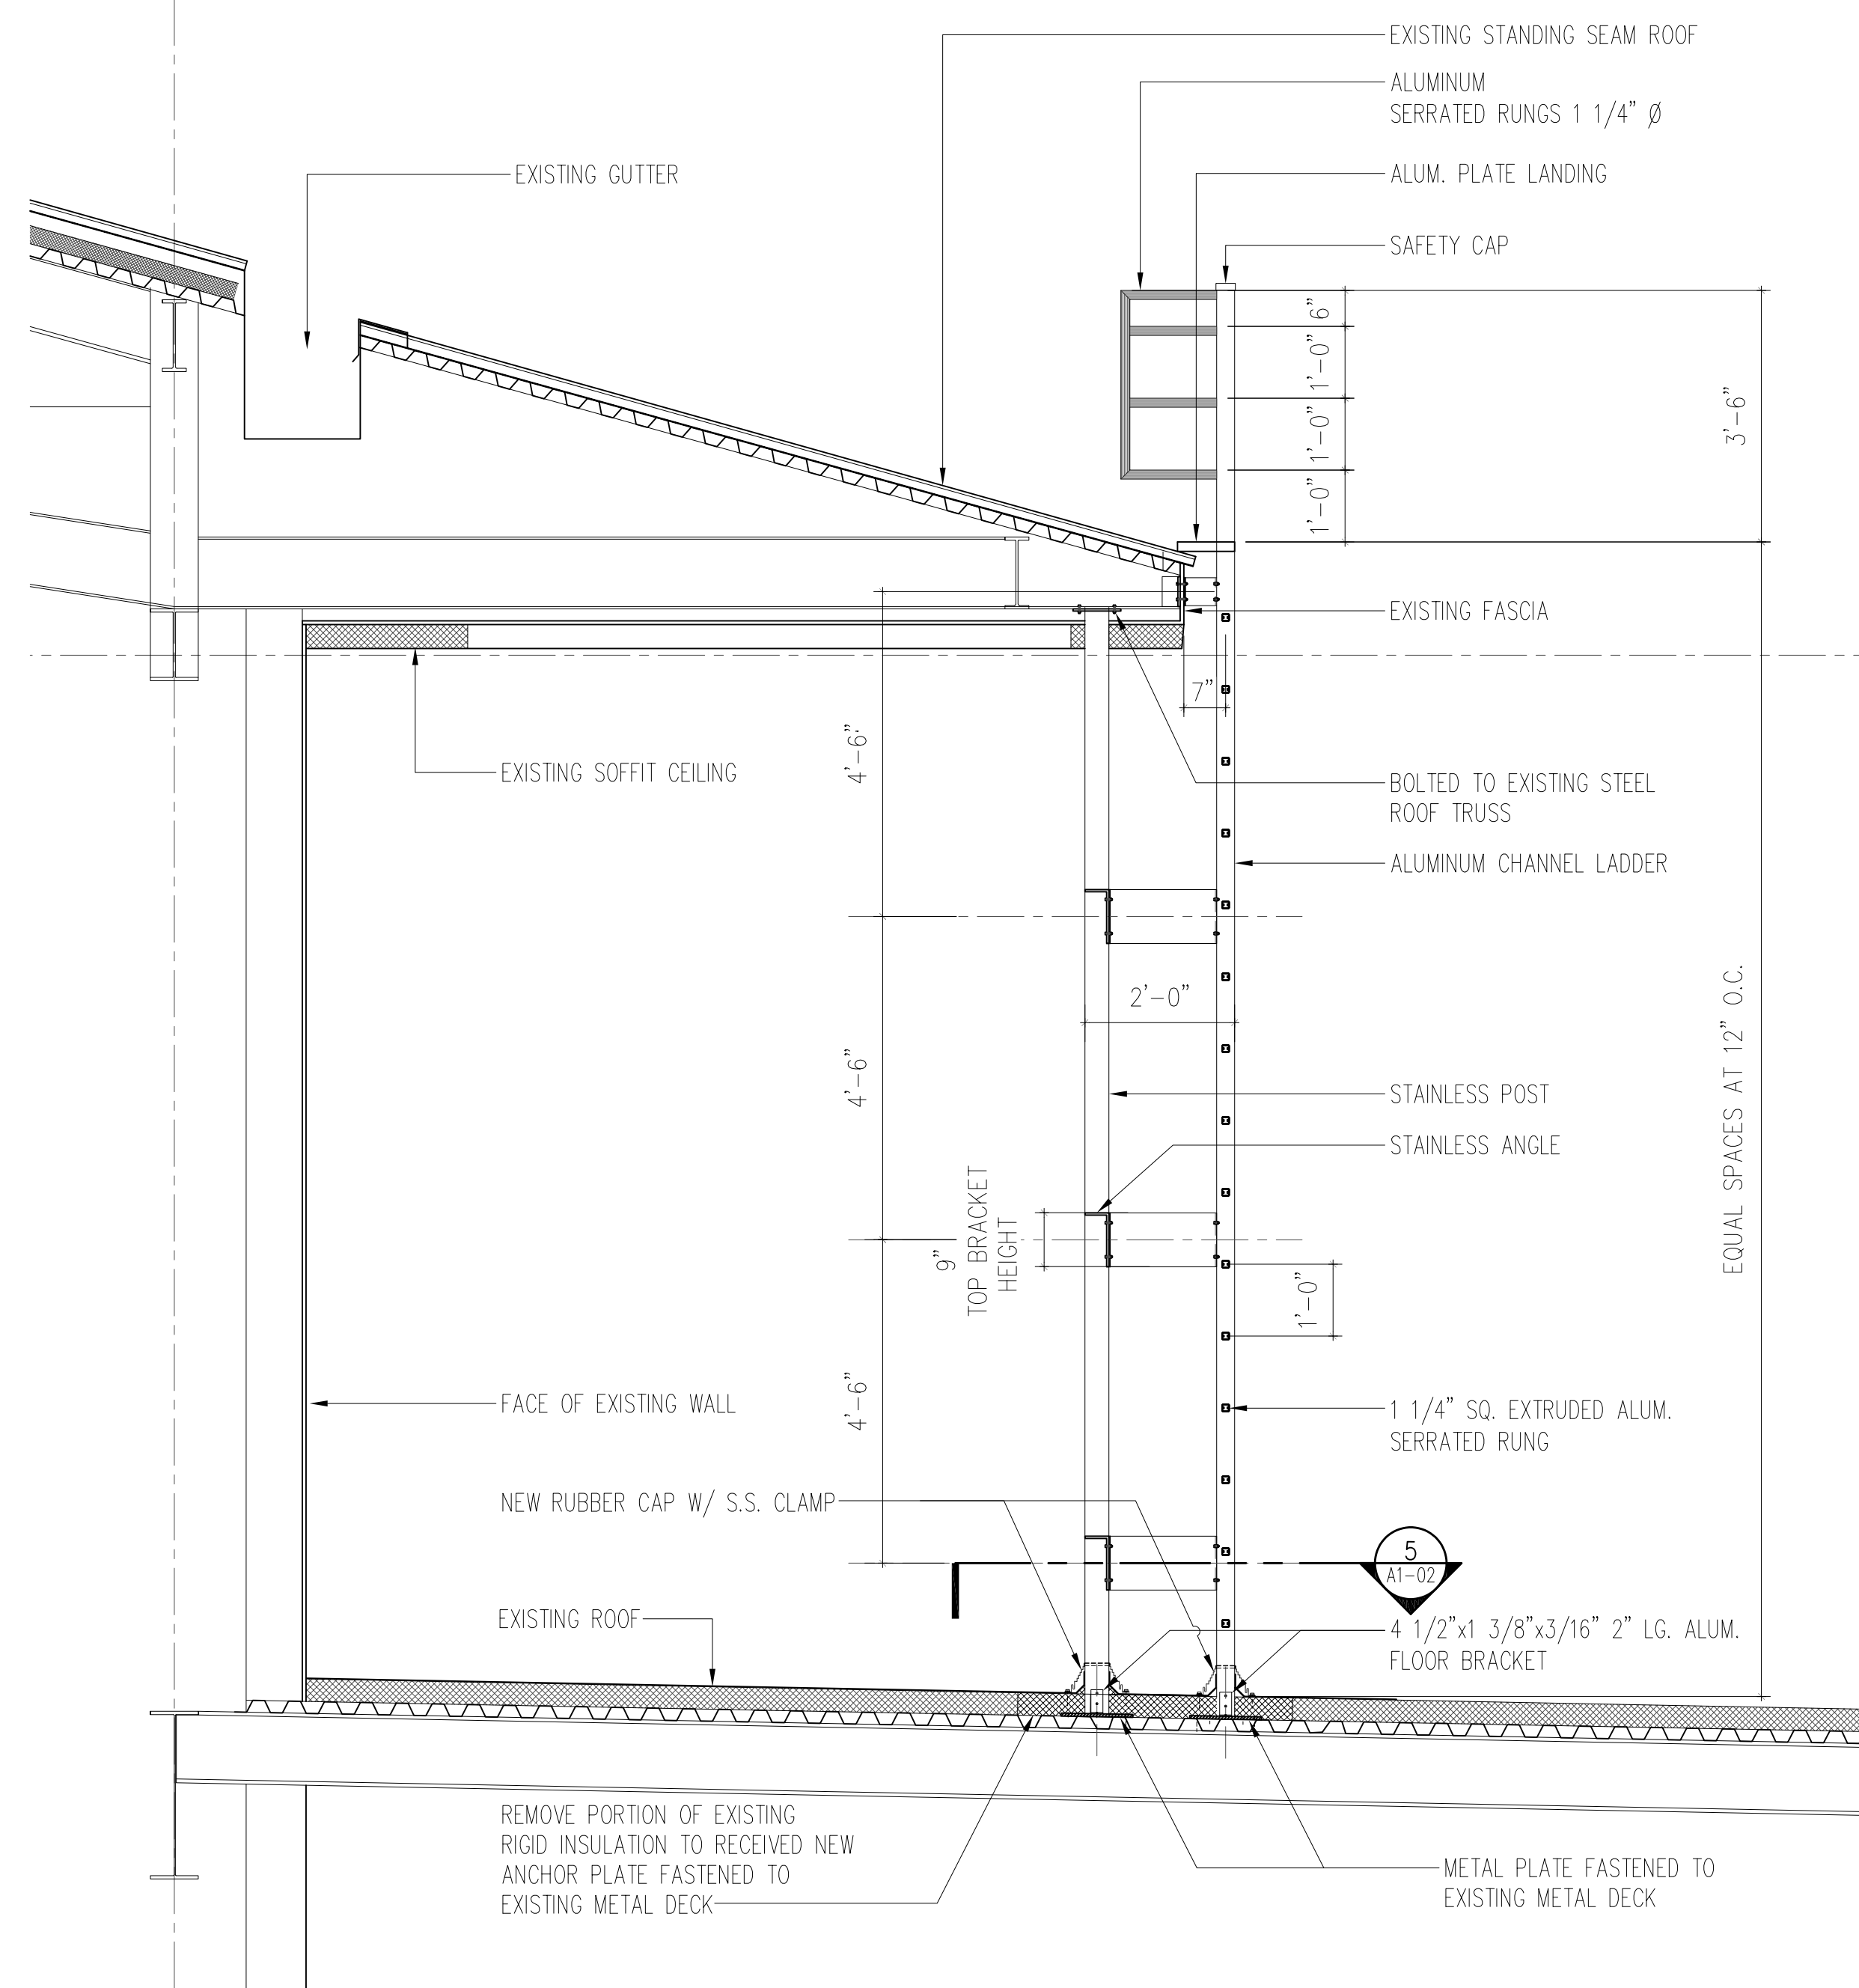 EXISTING STANDING SEAM ROOF
ALUMINUM
SERRATED RUNGS 1 1/4" Ø
EXISTING GUTTER
ALUM. PLATE LANDING
SAFETY CAP
6"
1'-0"
1'-0"
1'-0"
3'-6"
EXISTING FASCIA
7"
4'-6"
EXISTING SOFFIT CEILING
BOLTED TO EXISTING STEEL
ROOF TRUSS
ALUMINUM CHANNEL LADDER
2'-0"
EQUAL SPACES AT 12" O.C.
4'-6"
STAINLESS POST
STAINLESS ANGLE
9"
TOP BRACKET
HEIGHT
1'-0"
4'-6"
FACE OF EXISTING WALL
1 1/4" SQ. EXTRUDED ALUM.
SERRATED RUNG
NEW RUBBER CAP W/ S.S. CLAMP
5
A1-02
EXISTING ROOF
4 1/2"x1 3/8"x3/16" 2" LG. ALUM.
FLOOR BRACKET
REMOVE PORTION OF EXISTING
RIGID INSULATION TO RECEIVED NEW
ANCHOR PLATE FASTENED TO
EXISTING METAL DECK
METAL PLATE FASTENED TO
EXISTING METAL DECK